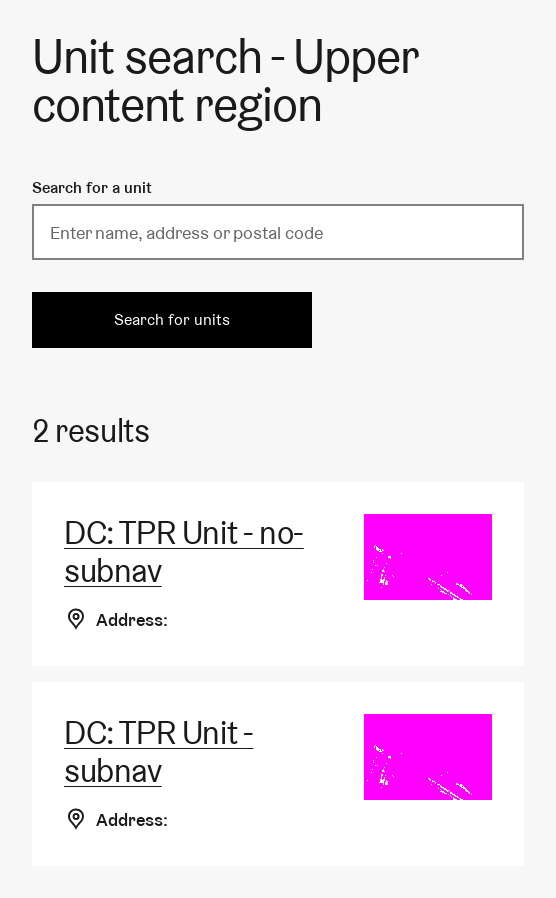 Unit search - Upper
content region
Search for a unit
Enter name, address or postal code
Search for units
2 results
DC: TPR Unit - no-
subnav
Address:
DC: TPR Unit -
subnav
Address: